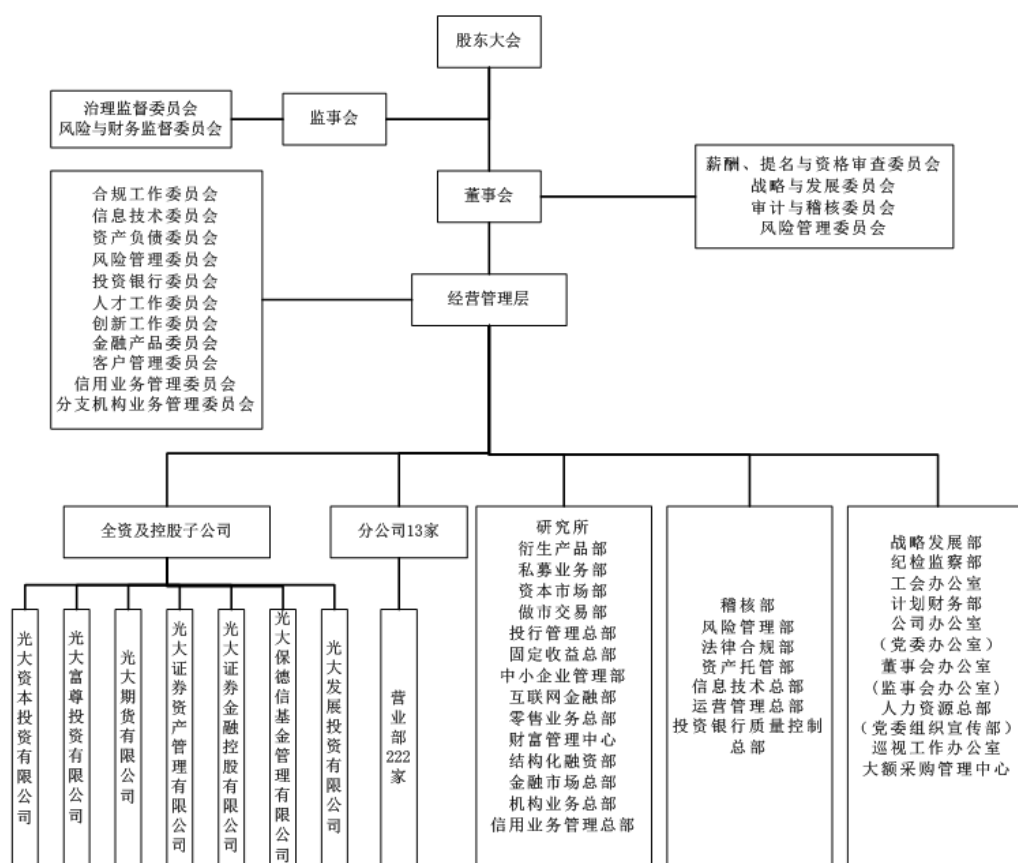 股东大会
治理监督委员会
风险与财务监督委员会
监事会
董事会
薪酬、提名与资格审查委员会
战略与发展委员会
审计与稽核委员会
风险管理委员会
合规工作委员会
信息技术委员会
资产负债委员会
风险管理委员会
投资银行委员会
人才工作委员会
创新工作委员会
金融产品委员会
客户管理委员会
信用业务管理委员会
分支机构业务管理委员会
经营管理层
全资及控股子公司
光大资本投资有限公司
光大富尊投资有限公司
光大期货有限公司
光大证券资产管理有限公司
光大证券金融控股有限公司
光大保德信基金管理有限公司
光大发展投资有限公司
分公司13家
营业部
222
家
研究所
衍生产品部
私募业务部
资本市场部
做市交易部
投行管理总部
固定收益总部
中小企业管理部
互联网金融部
零售业务总部
财富管理中心
结构化融资部
金融市场总部
机构业务总部
信用业务管理总部
稽核部
风险管理部
法律合规部
资产托管部
信息技术总部
运营管理总部
投资银行质量控制
总部
战略发展部
纪检监察部
工会办公室
计划财务部
公司办公室
（党委办公室）
董事会办公室
（监事会办公室）
人力资源总部
（党委组织宣传部）
巡视工作办公室
大额采购管理中心